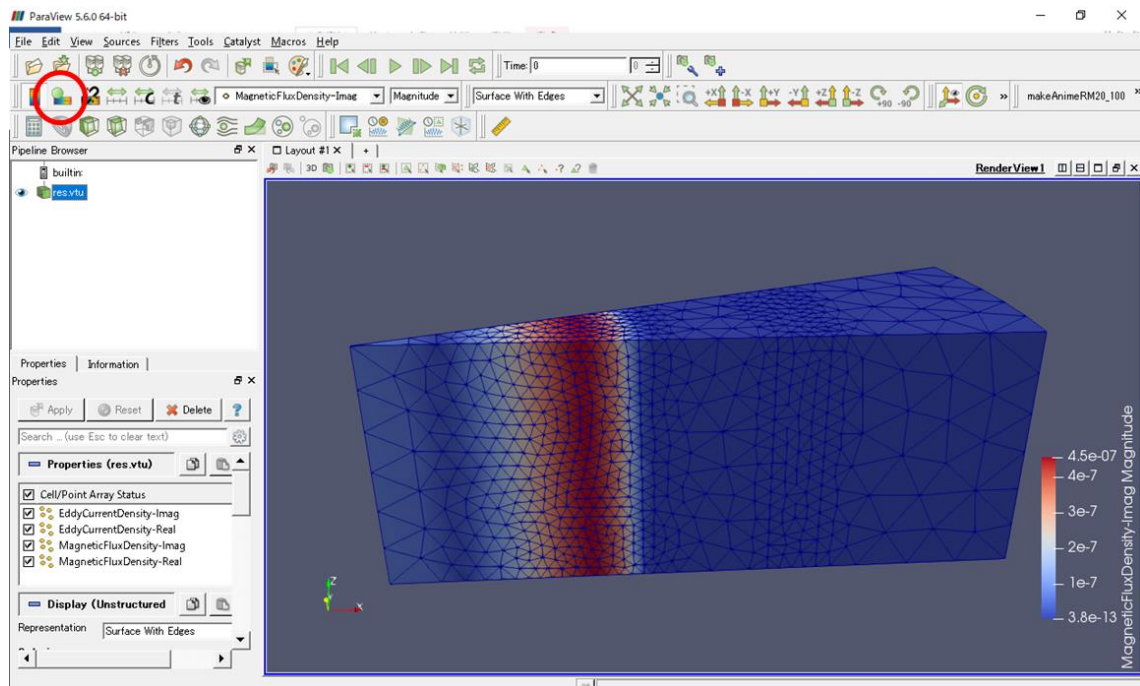 ParaView 5.6.0 64-bit
File Edit View Sources Filters Tools Catalyst Macros Help
Time: 0 0
MagneticFluxDensity-Imag Magnitude Surface With Edges +X -X +Y -Y +Z -Z +90 -90 » makeAnimeRM20_100 »
Pipeline Browser
Layout #1 × +
builtin:
3D
RenderView1
res.vtu
Properties Information
Properties
Apply Reset Delete ?
Search ... (use Esc to clear text)
Properties (res.vtu)
Cell/Point Array Status
EddyCurrentDensity-Imag
EddyCurrentDensity-Real
MagneticFluxDensity-Imag
MagneticFluxDensity-Real
Display (Unstructured
Representation Surface With Edges
Z
Y
X
4.5e-07
4e-7
3e-7
2e-7
1e-7
3.8e-13
MagneticFluxDensity-Imag Magnitude